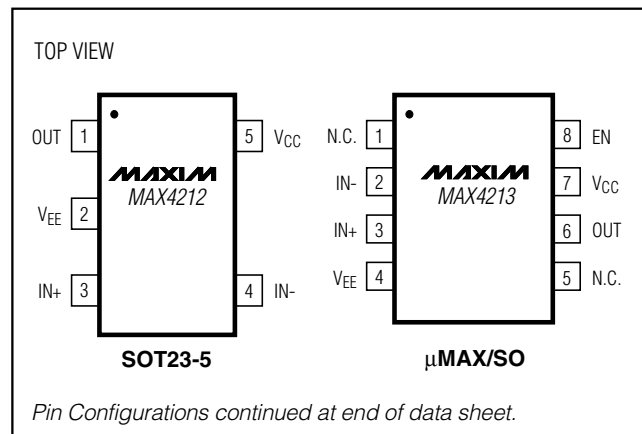 TOP VIEW
OUT 1
5 VCC
MAXIM
MAX4212
VEE 2
IN+ 3
4 IN-
SOT23-5
N.C. 1
8 EN
IN- 2
MAXIM
MAX4213
7 VCC
IN+ 3
6 OUT
VEE 4
5 N.C.
μMAX/SO
Pin Configurations continued at end of data sheet.